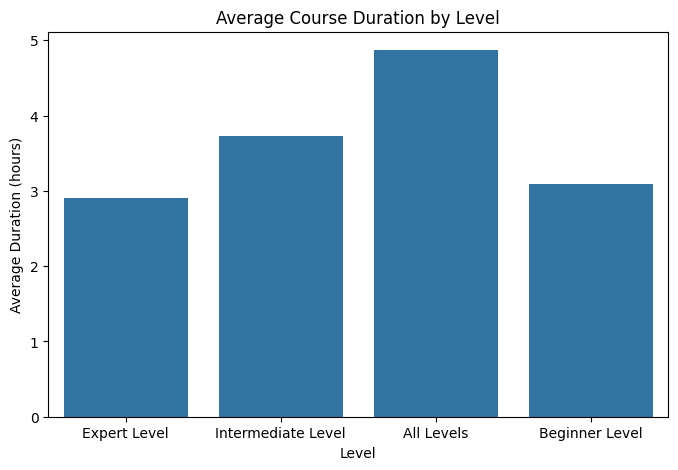 Average Course Duration by Level
Average Duration (hours)
5
4
3
2
1
0
Expert Level
Intermediate Level
All Levels
Beginner Level
Level